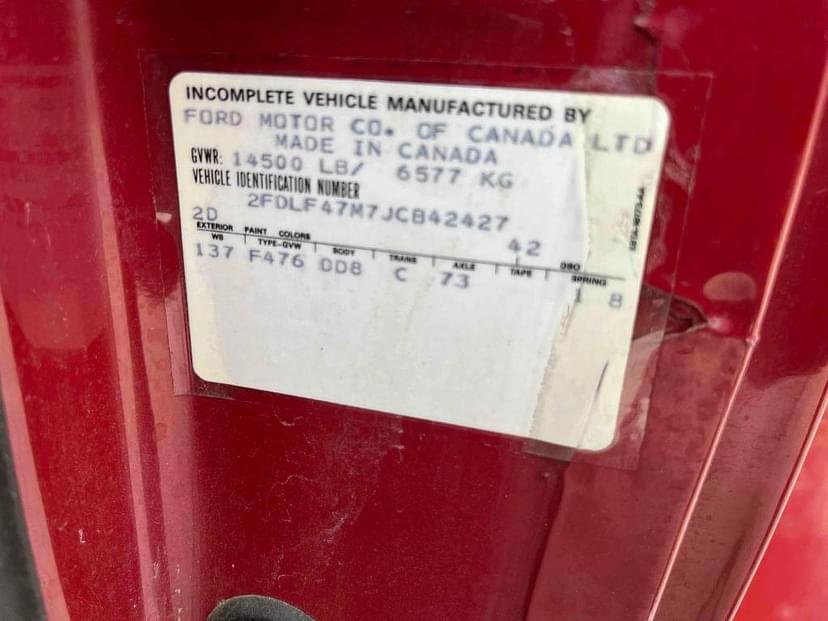 INCOMPLETE VEHICLE MANUFACTURED BY
FORD MOTOR CO. OF CANADA LTD
MADE IN CANADA
GVWR: 14500 LB/ 6577 KG
VEHICLE IDENTIFICATION NUMBER
2FDLF47M7JCB42427
2D 42
EXTERIOR PAINT COLORS DSO
WB TYPE-GVW BODY TRANS AXLE TAPE SPRING
137 F476 DD8 C 73 1 8